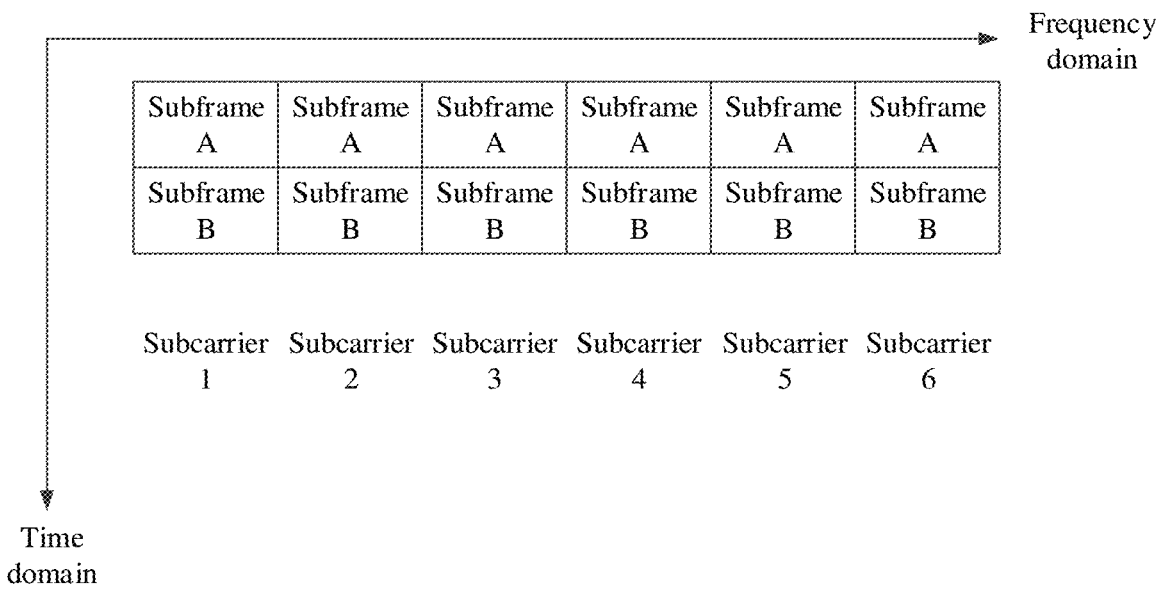 Frequency
domain
Subframe Subframe Subframe Subframe Subframe Subframe
A A A A A A
Subframe Subframe Subframe Subframe Subframe Subframe
B B B B B B
Subcarrier Subcarrier Subcarrier Subcarrier Subcarrier Subcarrier
1 2 3 4 5 6
Time
domain